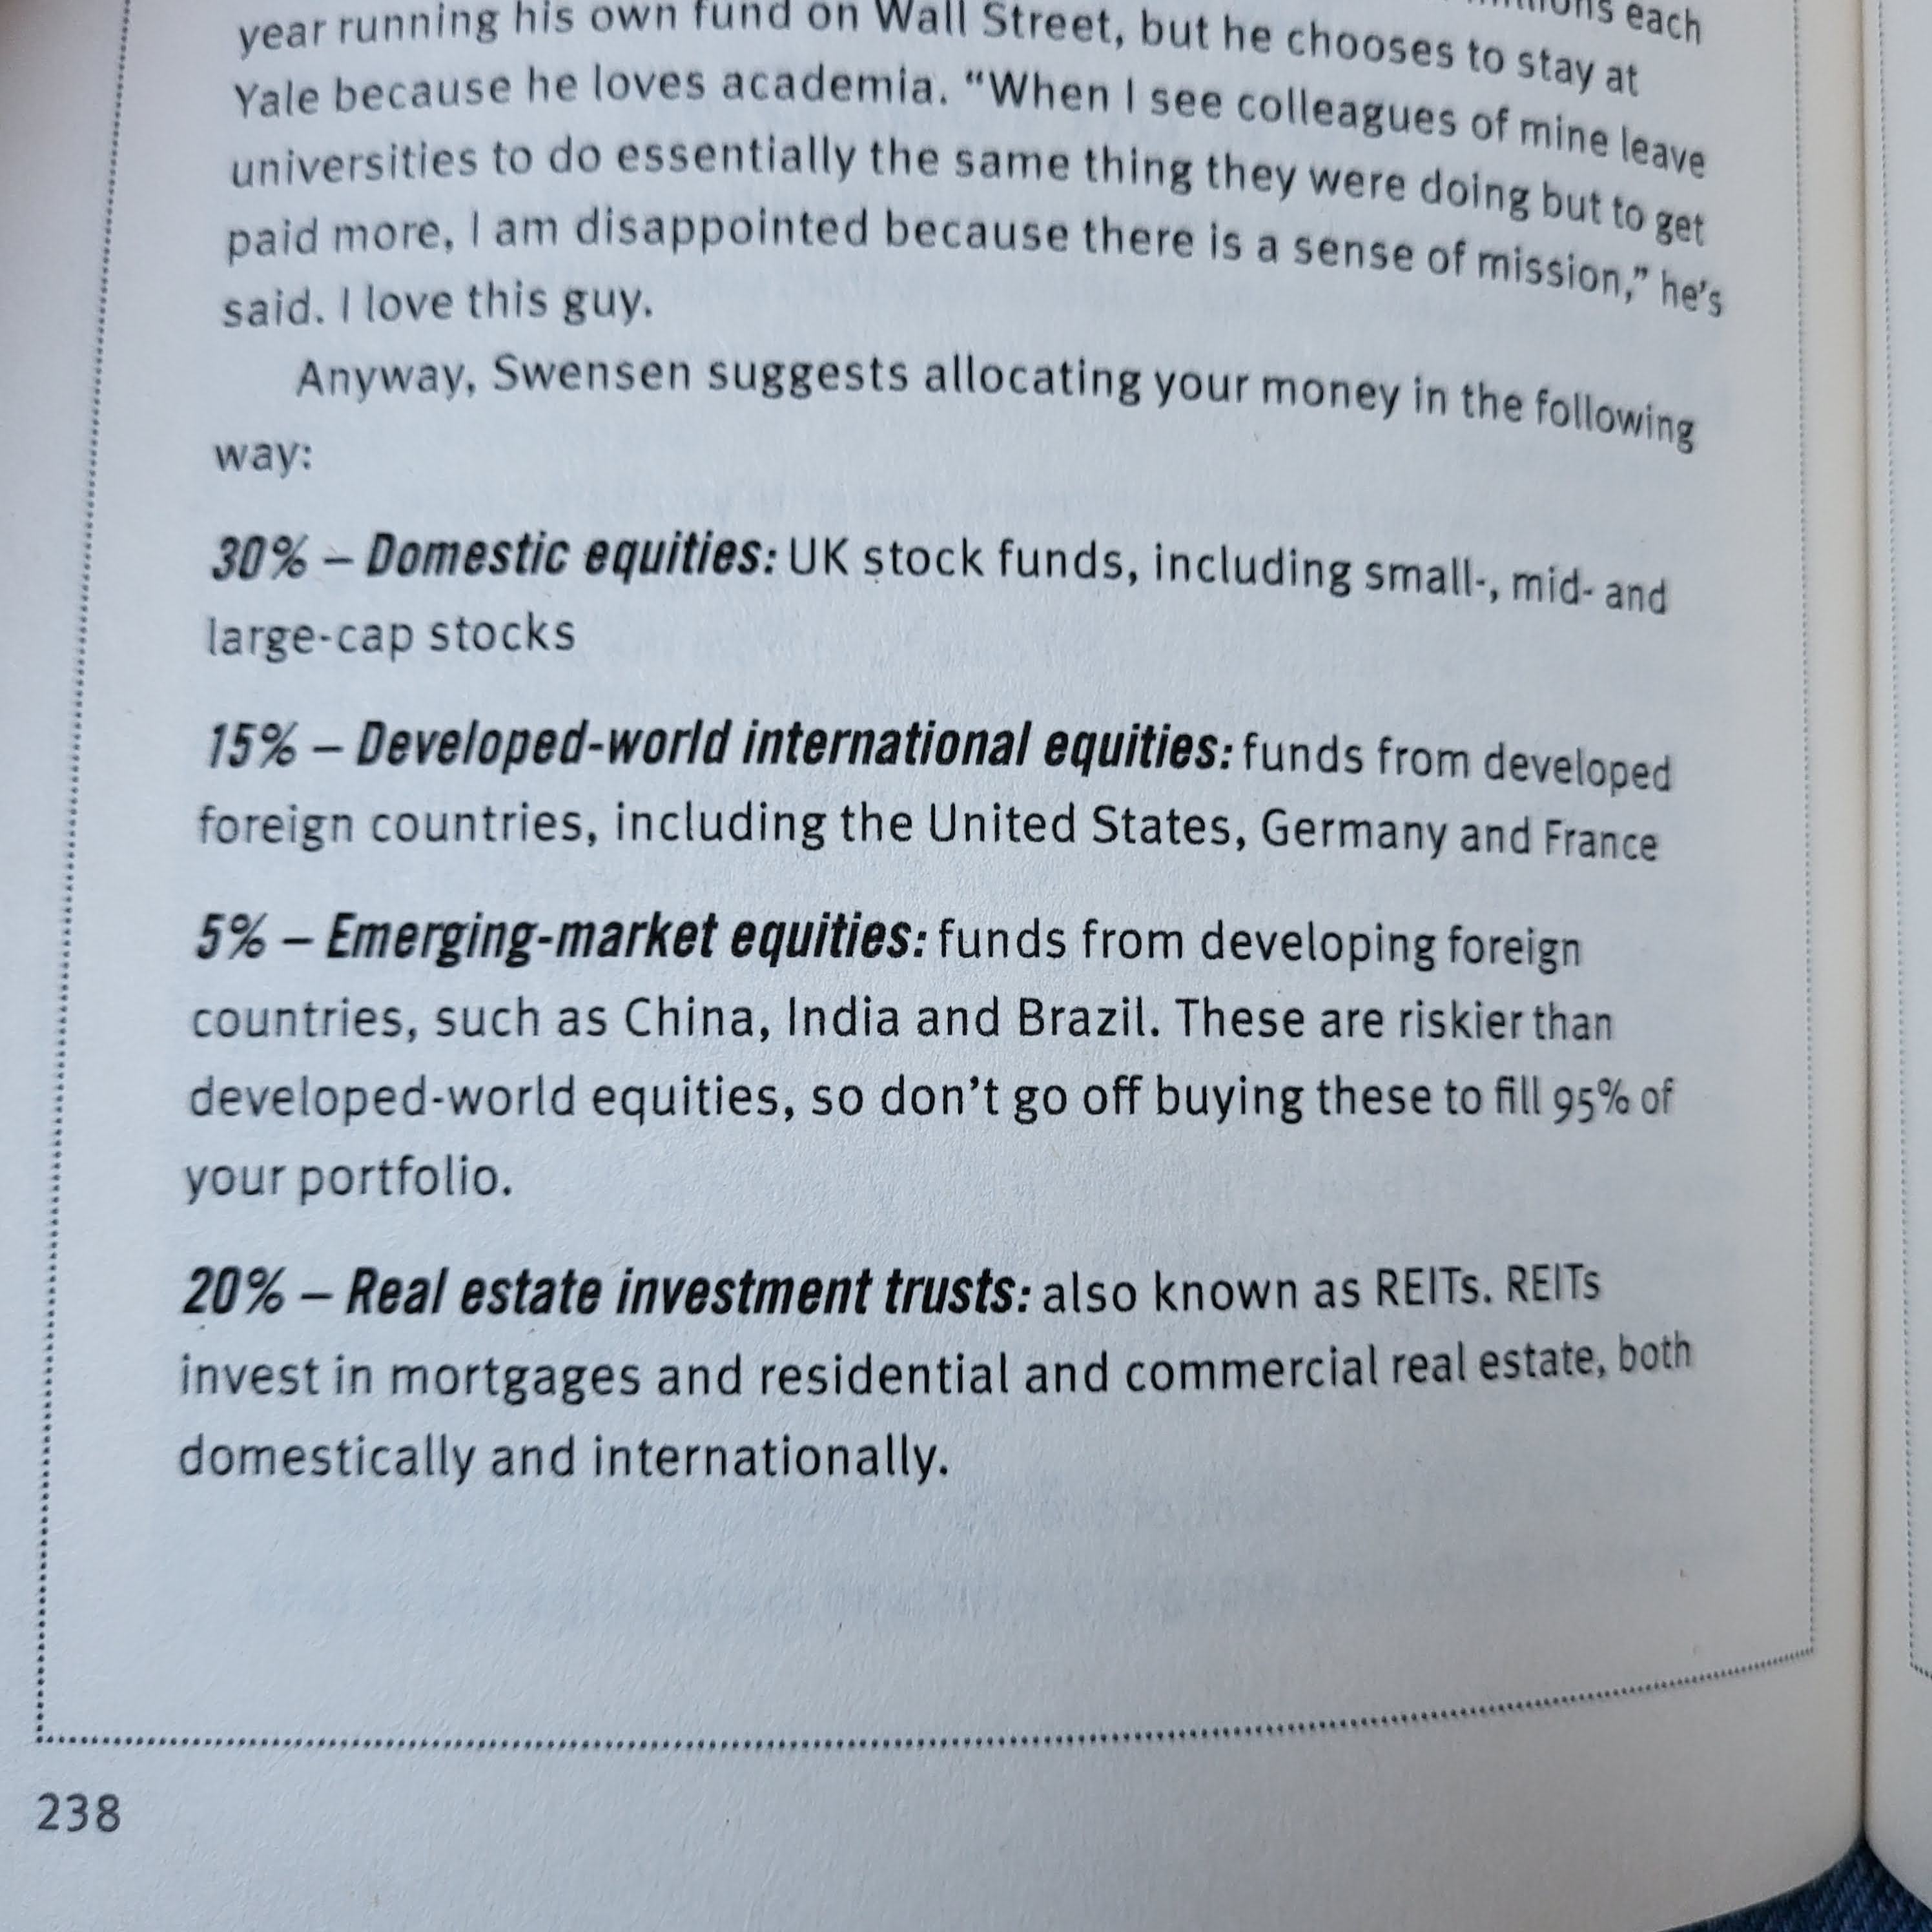 each
year running his own fund on Wall Street, but he chooses to stay at
Yale because he loves academia. “When I see colleagues of mine leave
universities to do essentially the same thing they were doing but to get
paid more, I am disappointed because there is a sense of mission,” he’s
said. I love this guy.
Anyway, Swensen suggests allocating your money in the following
way:
30% – Domestic equities: UK stock funds, including small-, mid- and
large-cap stocks
15% – Developed-world international equities: funds from developed
foreign countries, including the United States, Germany and France
5% – Emerging-market equities: funds from developing foreign
countries, such as China, India and Brazil. These are riskier than
developed-world equities, so don’t go off buying these to fill 95% of
your portfolio.
20% – Real estate investment trusts: also known as REITs. REITs
invest in mortgages and residential and commercial real estate, both
domestically and internationally.
238